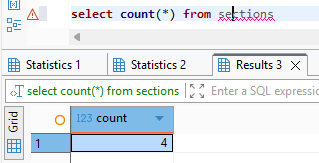 select count(*) from sections
Statistics 1 Statistics 2 Results 3
select count(*) from sections Enter a SQL expression
Grid
123 count
1 4